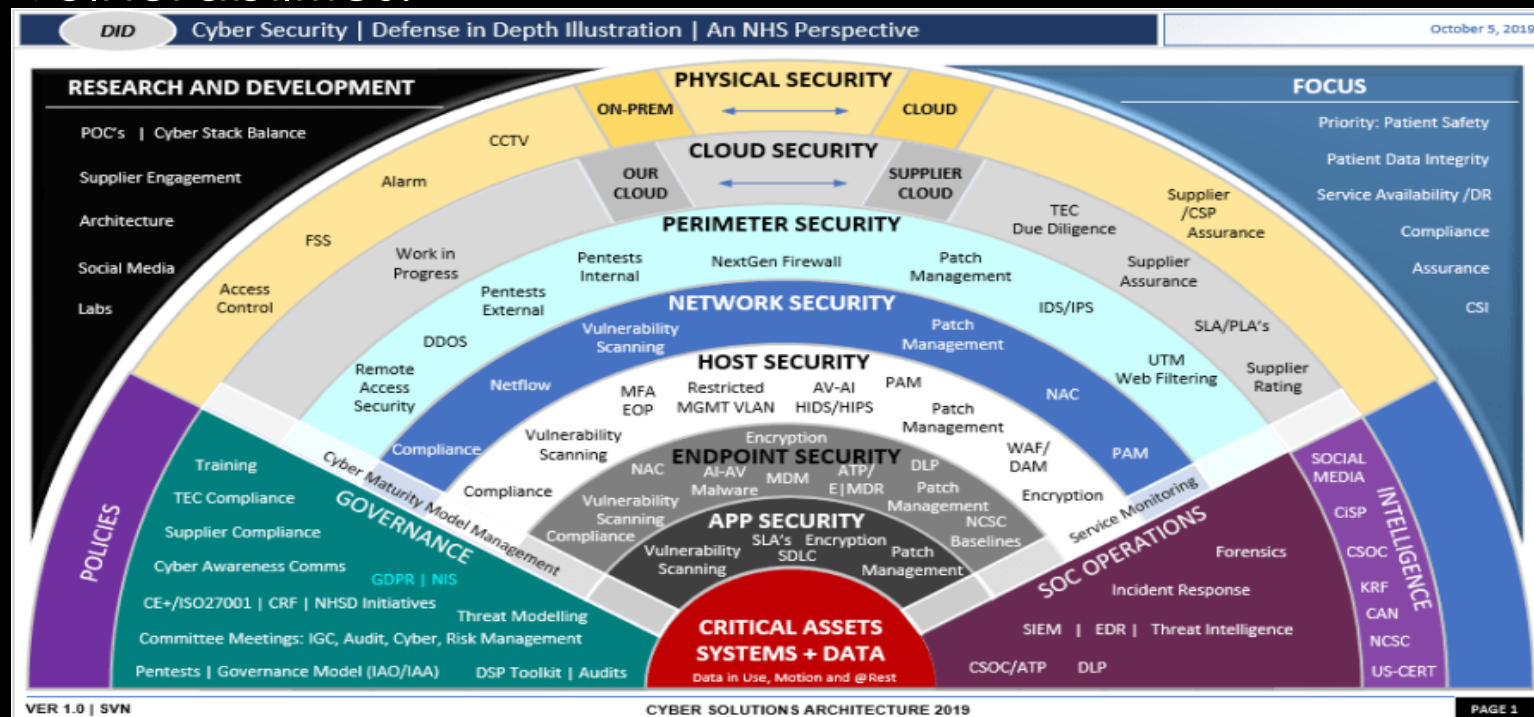 DID
Cyber Security | Defense in Depth Illustration | An NHS Perspective
October 5, 2019
RESEARCH AND DEVELOPMENT
POC's | Cyber Stack Balance
Supplier Engagement
Architecture
Social Media
Labs
FOCUS
Priority: Patient Safety
Patient Data Integrity
Service Availability /DR
Compliance
Assurance
CSI
PHYSICAL SECURITY
ON-PREM
CLOUD
CCTV
Alarm
FSS
Access
Control
Supplier
/CSP
Assurance
CLOUD SECURITY
OUR
CLOUD
SUPPLIER
CLOUD
Work in
Progress
TEC
Due Diligence
Supplier
Assurance
SLA/PLA's
Supplier
Rating
PERIMETER SECURITY
Remote
Access
Security
DDOS
Pentests
External
Pentests
Internal
NextGen Firewall
Patch
Management
IDS/IPS
UTM
Web Filtering
NETWORK SECURITY
Compliance
Netflow
Vulnerability
Scanning
Patch
Management
NAC
PAM
HOST SECURITY
Compliance
Vulnerability
Scanning
MFA
EOP
Restricted
MGMT VLAN
AV-AI
HIDS/HIPS
PAM
Patch
Management
WAF/
DAM
Encryption
Encryption
ENDPOINT SECURITY
Compliance
Vulnerability
Scanning
NAC
AI-AV
Malware
MDM
ATP/
E|MDR
DLP
Patch
Management
NCSC
Baselines
APP SECURITY
Vulnerability
Scanning
SLA's Encryption
SDLC
Patch
Management
CRITICAL ASSETS
SYSTEMS + DATA
Data in Use, Motion and @Rest
POLICIES
Cyber Maturity Model Management
GOVERNANCE
Training
TEC Compliance
Supplier Compliance
Cyber Awareness Comms
GDPR | NIS
CE+/ISO27001 | CRF | NHSD Initiatives
Threat Modelling
Committee Meetings: IGC, Audit, Cyber, Risk Management
Pentests | Governance Model (IAO/IAA)
DSP Toolkit | Audits
Service Monitoring
SOC OPERATIONS
Forensics
Incident Response
SIEM | EDR | Threat Intelligence
CSOC/ATP
DLP
INTELLIGENCE
SOCIAL
MEDIA
CiSP
CSOC
KRF
CAN
NCSC
US-CERT
VER 1.0 | SVN
CYBER SOLUTIONS ARCHITECTURE 2019
PAGE 1